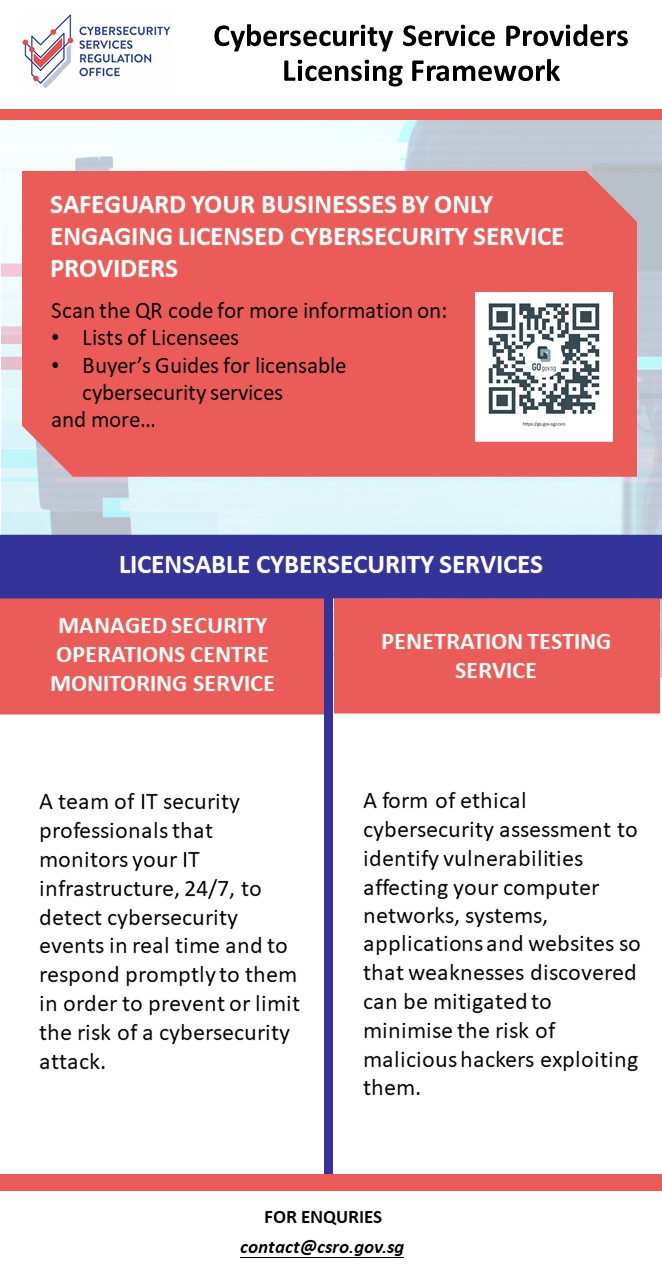 CYBERSECURITY
SERVICES
REGULATION
OFFICE
Cybersecurity Service Providers
Licensing Framework
SAFEGUARD YOUR BUSINESSES BY ONLY
ENGAGING LICENSED CYBERSECURITY SERVICE
PROVIDERS
Scan the QR code for more information on:
• Lists of Licensees
• Buyer's Guides for licensable
cybersecurity services
and more...
GO.gov.sg
https://go.gov.sg/csro
LICENSABLE CYBERSECURITY SERVICES
MANAGED SECURITY
OPERATIONS CENTRE
MONITORING SERVICE
A team of IT security
professionals that
monitors your IT
infrastructure, 24/7, to
detect cybersecurity
events in real time and to
respond promptly to them
in order to prevent or limit
the risk of a cybersecurity
attack.
PENETRATION TESTING
SERVICE
A form of ethical
cybersecurity assessment to
identify vulnerabilities
affecting your computer
networks, systems,
applications and websites so
that weaknesses discovered
can be mitigated to
minimise the risk of
malicious hackers exploiting
them.
FOR ENQURIES
contact@csro.gov.sg